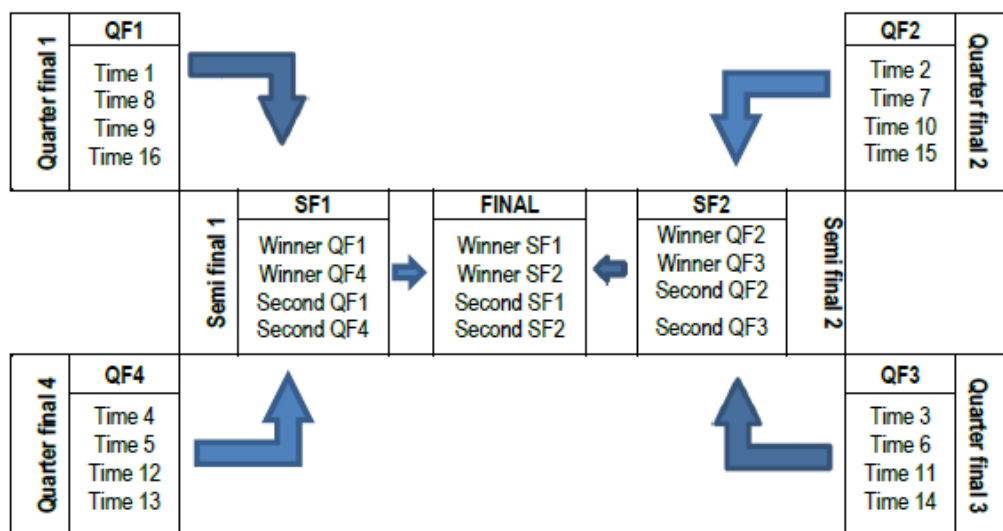 Quarter final 1
QF1
Time 1
Time 8
Time 9
Time 16
QF2
Time 2
Time 7
Time 10
Time 15
Quarter final 2
Semi final 1
SF1
Winner QF1
Winner QF4
Second QF1
Second QF4
FINAL
Winner SF1
Winner SF2
Second SF1
Second SF2
SF2
Winner QF2
Winner QF3
Second QF2
Second QF3
Semi final 2
Quarter final 4
QF4
Time 4
Time 5
Time 12
Time 13
QF3
Time 3
Time 6
Time 11
Time 14
Quarter final 3